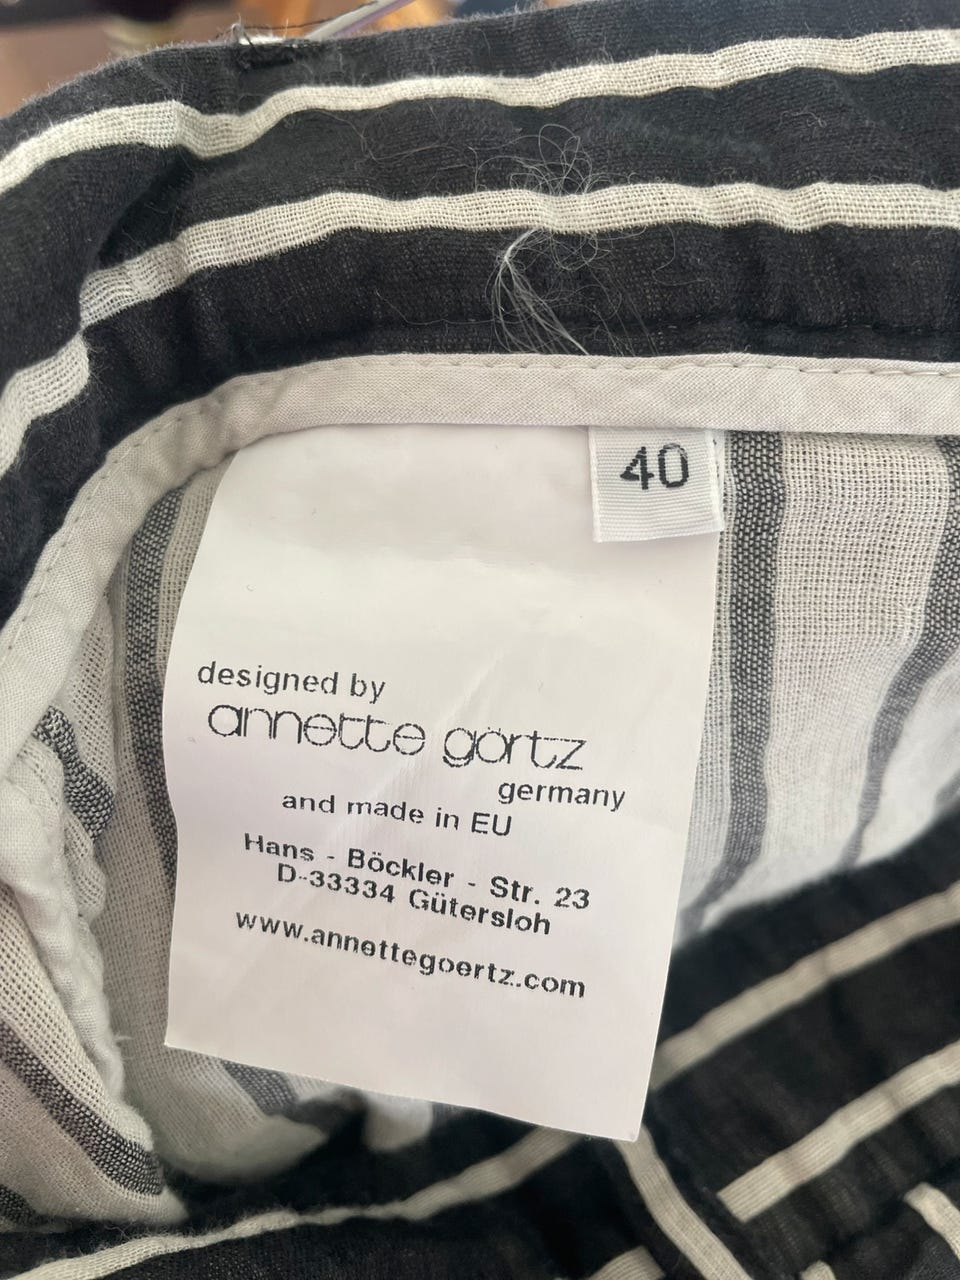 40
designed by
annette görtz
germany
and made in EU
Hans - Böckler - Str. 23
D-33334 Gütersloh
www.annettegoertz.com